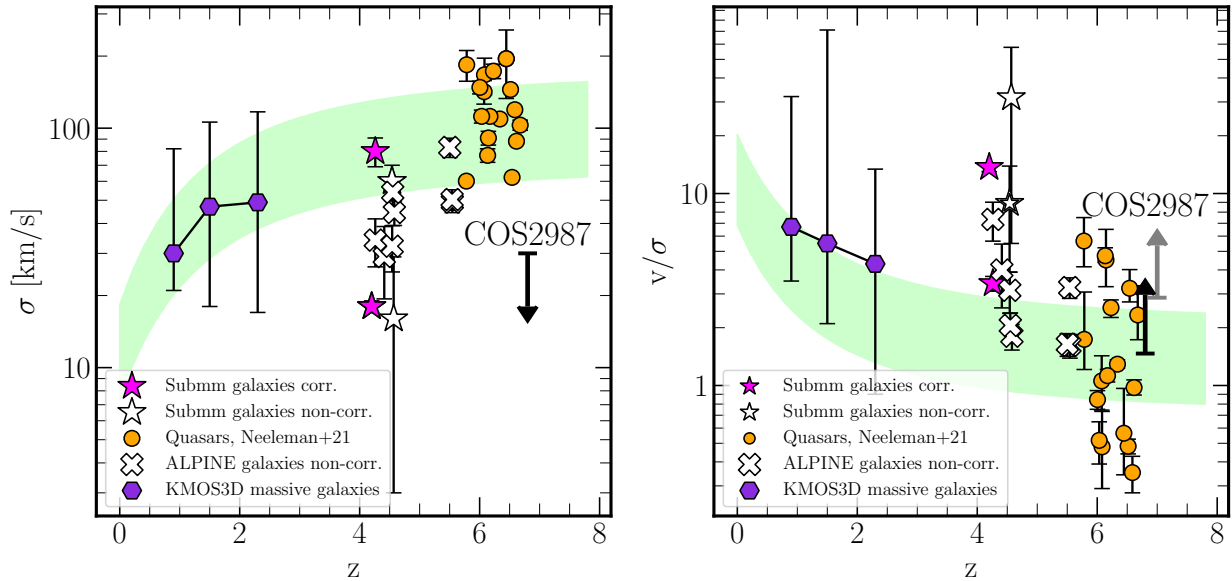 σ [km/s]
100
10
COS2987
Submm galaxies corr.
Submm galaxies non-corr.
Quasars, Neeleman+21
ALPINE galaxies non-corr.
KMOS3D massive galaxies
0 2 4 6 8
z
v/σ
10
1
COS2987
Submm galaxies corr.
Submm galaxies non-corr.
Quasars, Neeleman+21
ALPINE galaxies non-corr.
KMOS3D massive galaxies
0 2 4 6 8
z